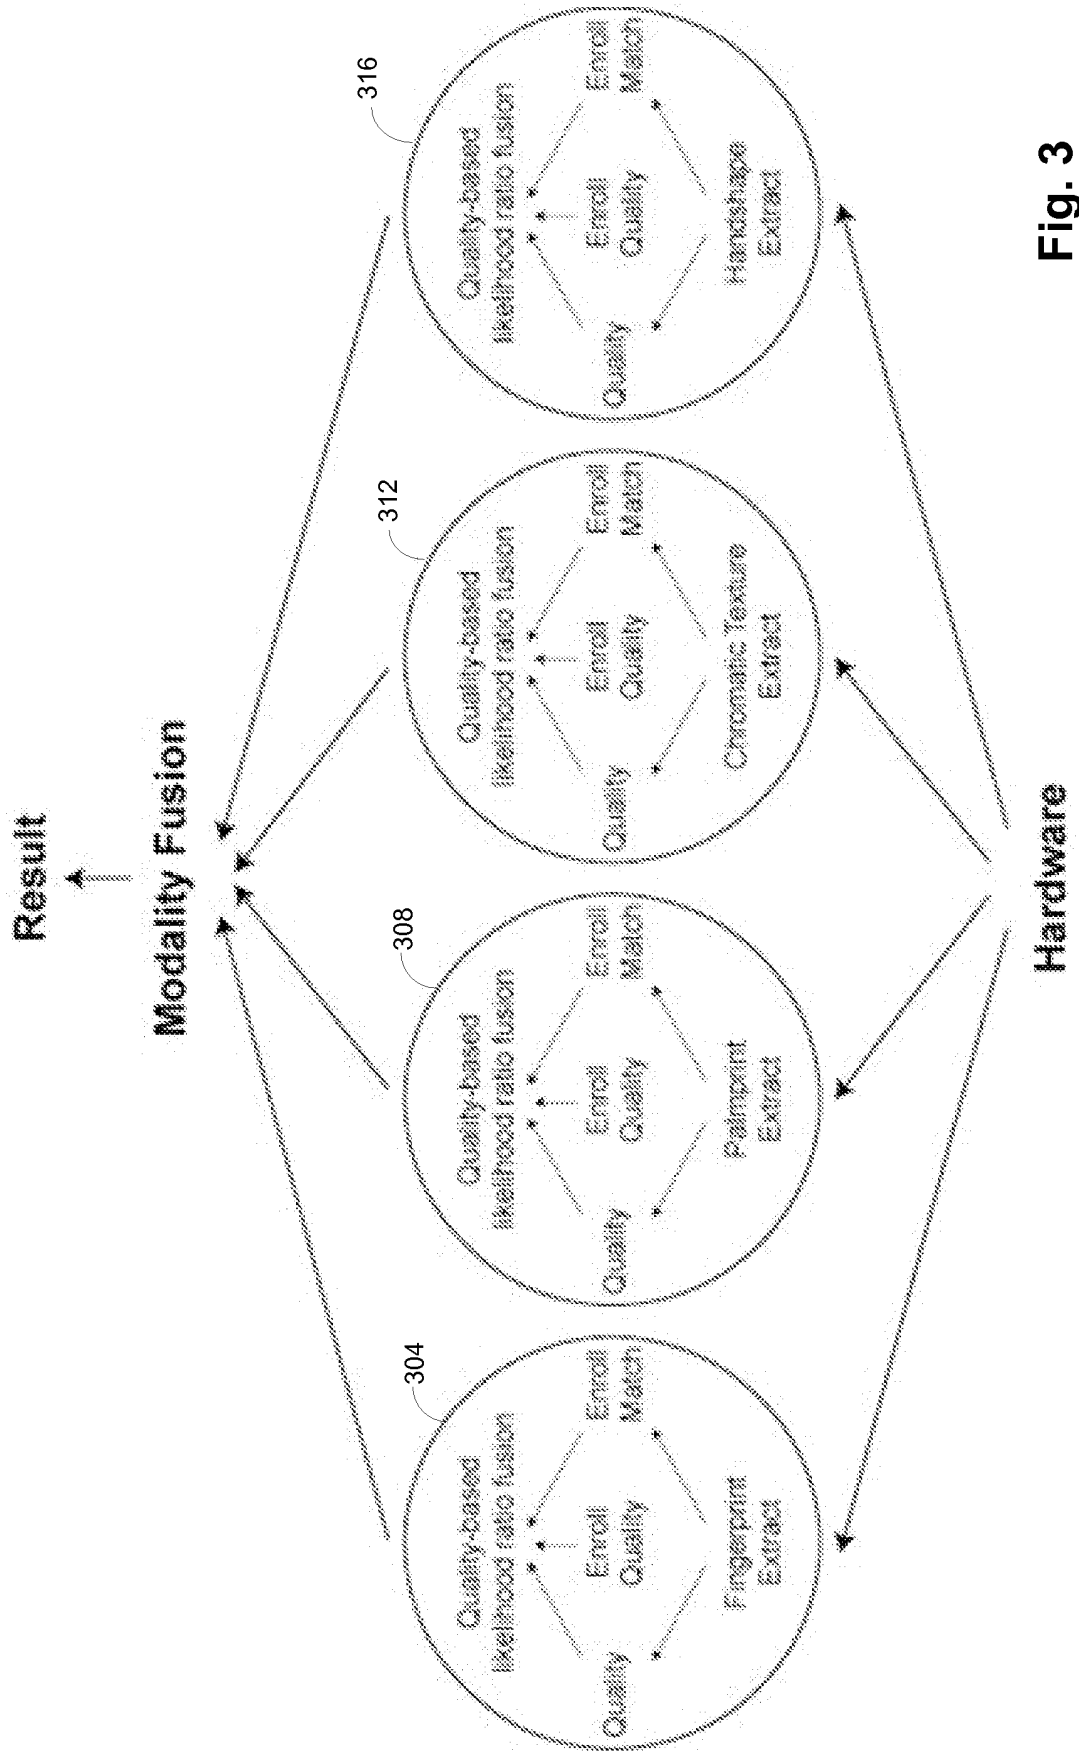 Result
Modality Fusion
304
Quality-based
likelihood ratio fusion
Quality
Enroll
Quality
Enroll
Match
Fingerprint
Extract
308
Quality-based
likelihood ratio fusion
Quality
Enroll
Quality
Enroll
Match
Palmprint
Extract
312
Quality-based
likelihood ratio fusion
Quality
Enroll
Quality
Enroll
Match
Chromatic Texture
Extract
316
Quality-based
likelihood ratio fusion
Quality
Enroll
Quality
Enroll
Match
Handshape
Extract
Hardware
Fig. 3